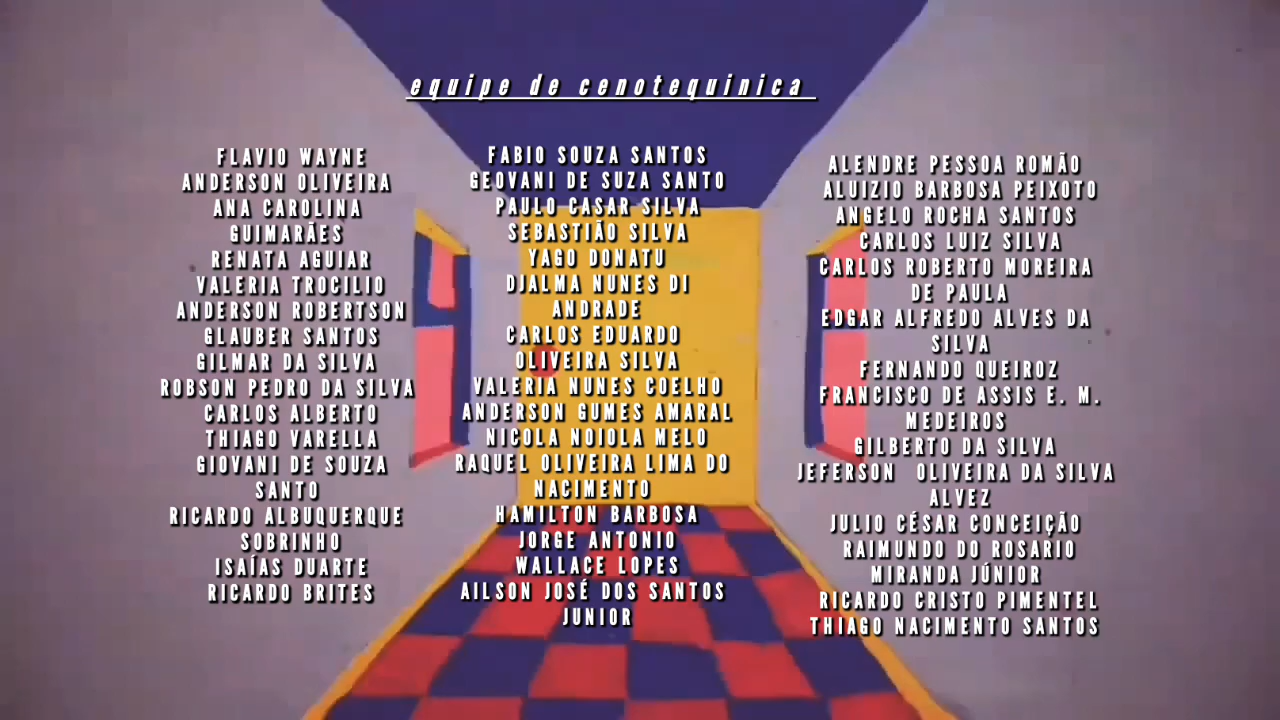 equipe de cenotequinica
FLAVIO WAYNE
ANDERSON OLIVEIRA
ANA CAROLINA
GUIMARÃES
RENATA AGUIAR
VALERIA TROCILIO
ANDERSON ROBERTSON
GLAUBER SANTOS
GILMAR DA SILVA
ROBSON PEDRO DA SILVA
CARLOS ALBERTO
THIAGO VARELLA
GIOVANI DE SOUZA
SANTO
RICARDO ALBUQUERQUE
SOBRINHO
ISAÍAS DUARTE
RICARDO BRITES
FABIO SOUZA SANTOS
GEOVANI DE SUZA SANTO
PAULO CASAR SILVA
SEBASTIÃO SILVA
YAGO DONATU
DJALMA NUNES DI
ANDRADE
CARLOS EDUARDO
OLIVEIRA SILVA
VALERIA NUNES COELHO
ANDERSON GUMES AMARAL
NICOLA NOIOLA MELO
RAQUEL OLIVEIRA LIMA DO
NACIMENTO
HAMILTON BARBOSA
JORGE ANTONIO
WALLACE LOPES
AILSON JOSÉ DOS SANTOS
JUNIOR
ALENDRE PESSOA ROMÃO
ALUIZIO BARBOSA PEIXOTO
ANGELO ROCHA SANTOS
CARLOS LUIZ SILVA
CARLOS ROBERTO MOREIRA
DE PAULA
EDGAR ALFREDO ALVES DA
SILVA
FERNANDO QUEIROZ
FRANCISCO DE ASSIS E. M.
MEDEIROS
GILBERTO DA SILVA
JEFERSON OLIVEIRA DA SILVA
ALVEZ
JULIO CÉSAR CONCEIÇÃO
RAIMUNDO DO ROSARIO
MIRANDA JÚNIOR
RICARDO CRISTO PIMENTEL
THIAGO NACIMENTO SANTOS